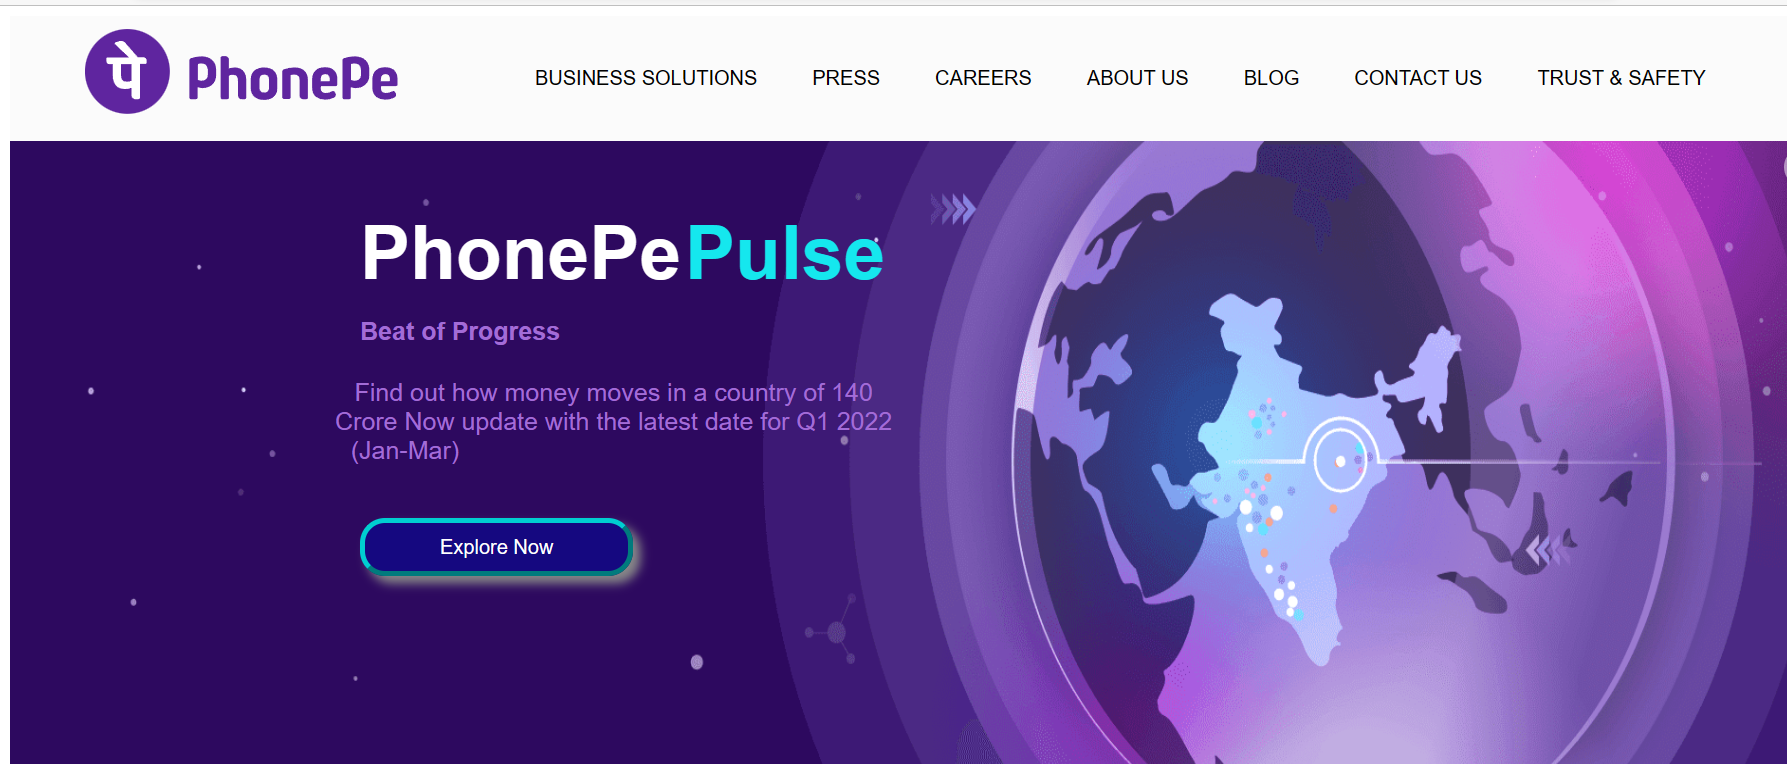 पे PhonePe
BUSINESS SOLUTIONS PRESS CAREERS ABOUT US BLOG CONTACT US TRUST & SAFETY
PhonePe Pulse
Beat of Progress
Find out how money moves in a country of 140
Crore Now update with the latest date for Q1 2022
(Jan-Mar)
Explore Now